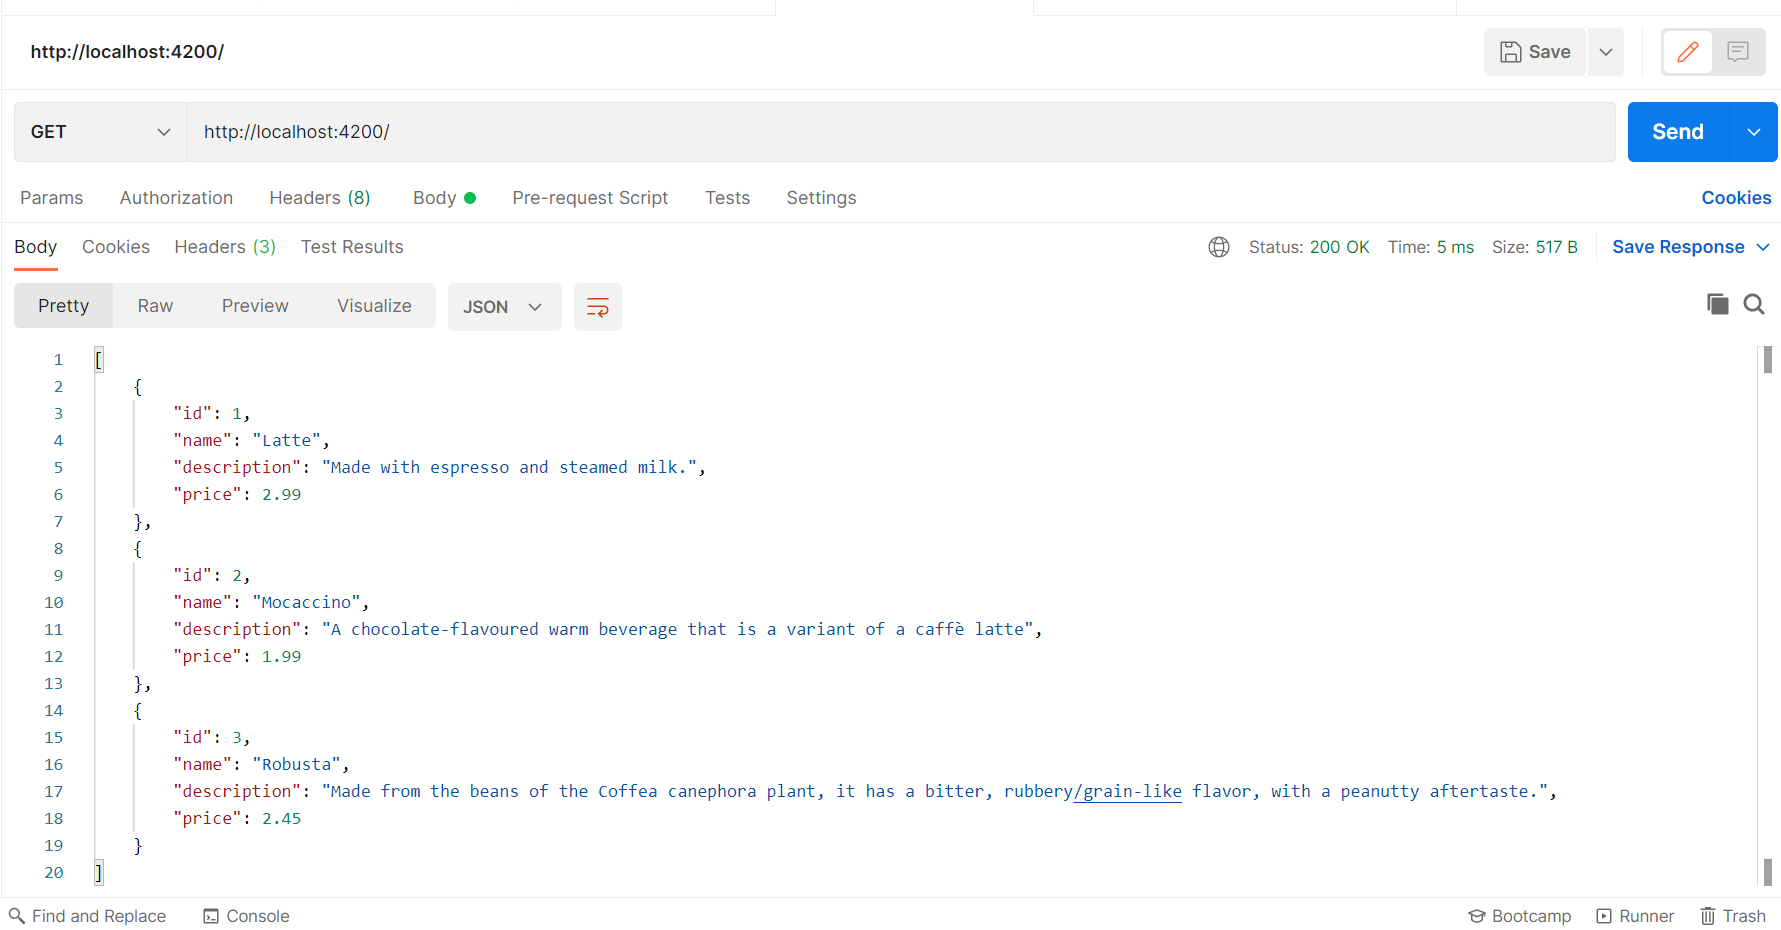 http://localhost:4200/
Save
GET http://localhost:4200/ Send
Params Authorization Headers (8) Body Pre-request Script Tests Settings Cookies
Body Cookies Headers (3) Test Results Status: 200 OK Time: 5 ms Size: 517 B Save Response
Pretty Raw Preview Visualize JSON
1 [
2 {
3 "id": 1,
4 "name": "Latte",
5 "description": "Made with espresso and steamed milk.",
6 "price": 2.99
7 },
8 {
9 "id": 2,
10 "name": "Mocaccino",
11 "description": "A chocolate-flavoured warm beverage that is a variant of a caffè latte",
12 "price": 1.99
13 },
14 {
15 "id": 3,
16 "name": "Robusta",
17 "description": "Made from the beans of the Coffea canephora plant, it has a bitter, rubbery/grain-like flavor, with a peanutty aftertaste.",
18 "price": 2.45
19 }
20 ]
Find and Replace Console Bootcamp Runner Trash